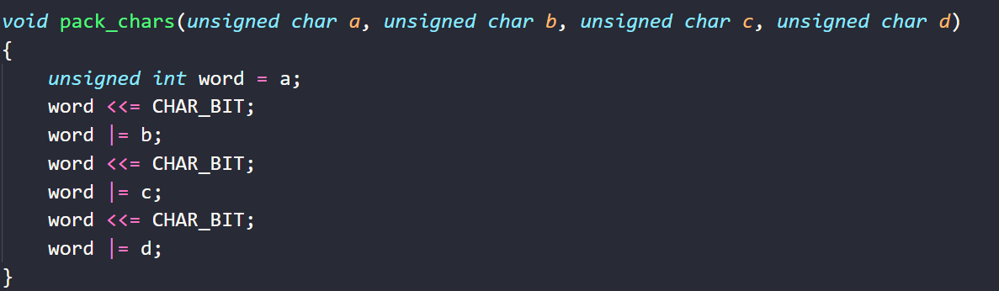 void pack_chars(unsigned char a, unsigned char b, unsigned char c, unsigned char d)
{
    unsigned int word = a;
    word <<= CHAR_BIT;
    word |= b;
    word <<= CHAR_BIT;
    word |= c;
    word <<= CHAR_BIT;
    word |= d;
}